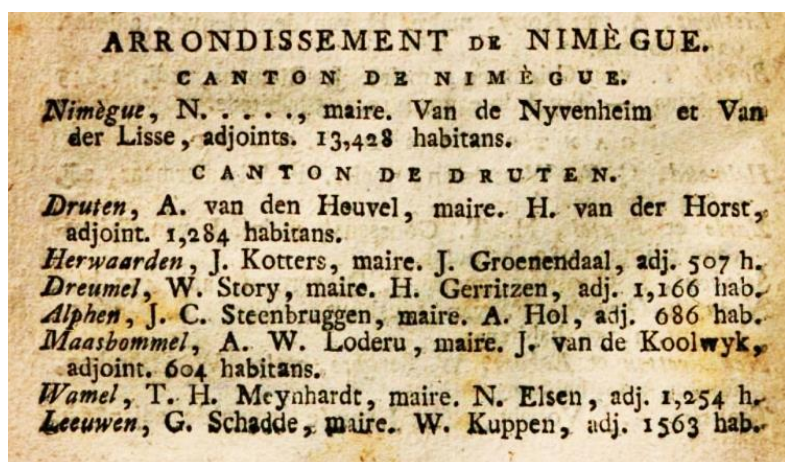 ARRONDISSEMENT DE NIMÈGUE.
CANTON DE NIMÈGUE.
Nimègue, N. . . . ., maire. Van de Nyvenheim et Van
der Lisse, adjoints. 13,428 habitans.
CANTON DE DRUTEN.
Druten, A. van den Heuvel, maire. H. van der Horst,
adjoint. 1,284 habitans.
Herwaarden, J. Kotters, maire. J. Groenendaal, adj. 507 h.
Dreumel, W. Story, maire. H. Gerritzen, adj. 1,166 hab.
Alphen, J. C. Steenbruggen, maire. A. Hol, adj. 686 hab.
Maasbommel, A. W. Loderu, maire. J. van de Koolwyk,
adjoint. 604 habitans.
Wamel, T. H. Meynhardt, maire. N. Elsen, adj. 1,254 h.
Leeuwen, G. Schadde, maire. W. Kuppen, adj. 1563 hab.